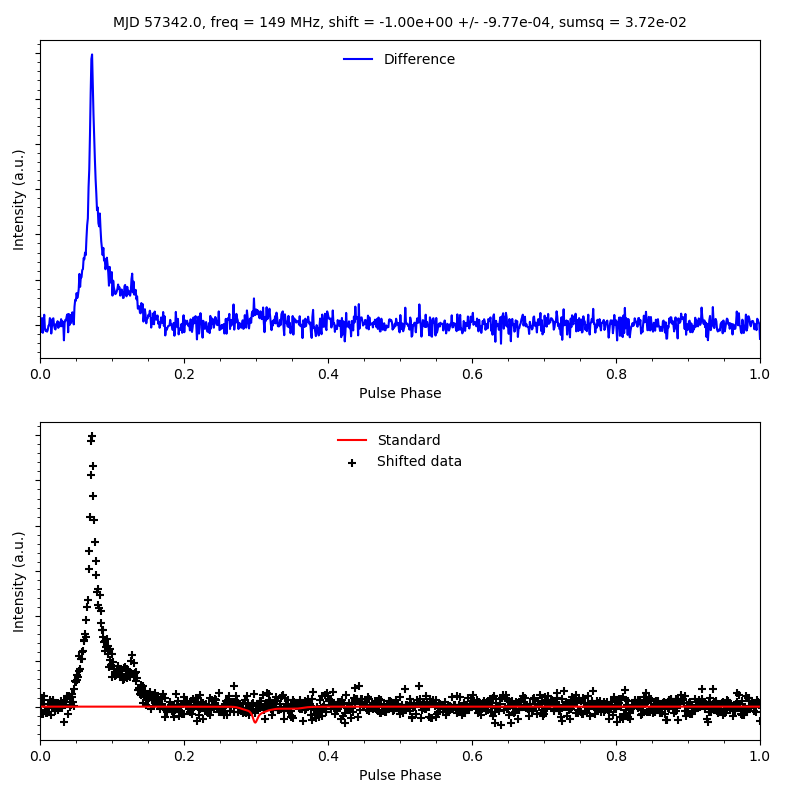 MJD 57342.0, freq = 149 MHz, shift = -1.00e+00 +/- -9.77e-04, sumsq = 3.72e-02
Difference
Intensity (a.u.)
0.0 0.2 0.4 0.6 0.8 1.0
Pulse Phase
Standard
Shifted data
Intensity (a.u.)
0.0 0.2 0.4 0.6 0.8 1.0
Pulse Phase